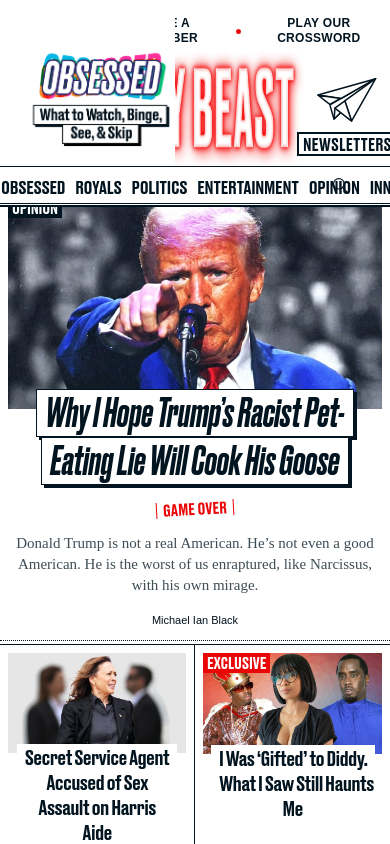 E A
BER
PLAY OUR
CROSSWORD
OBSESSED
What to Watch, Binge,
See, & Skip
Y BEAST
NEWSLETTERS
OBSESSED ROYALS POLITICS ENTERTAINMENT OPINION INN
OPINION
Why I Hope Trump’s Racist Pet-
Eating Lie Will Cook His Goose
GAME OVER
Donald Trump is not a real American. He’s not even a good
American. He is the worst of us enraptured, like Narcissus,
with his own mirage.
Michael Ian Black
Secret Service Agent
Accused of Sex
Assault on Harris
Aide
EXCLUSIVE
I Was ‘Gifted’ to Diddy.
What I Saw Still Haunts
Me